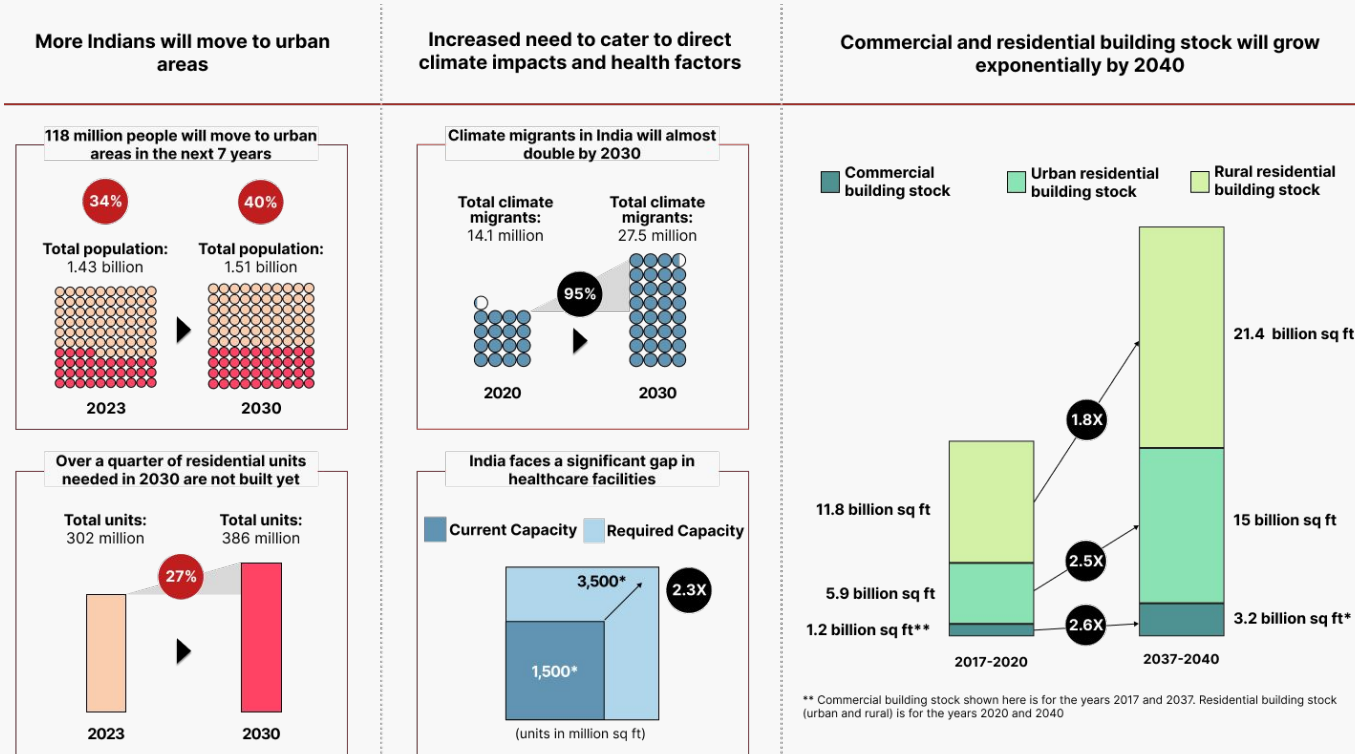 More Indians will move to urban
areas
118 million people will move to urban
areas in the next 7 years
34%
40%
Total population:
1.43 billion
Total population:
1.51 billion
2023
2030
Over a quarter of residential units
needed in 2030 are not built yet
Total units:
302 million
Total units:
386 million
27%
2023
2030
Increased need to cater to direct
climate impacts and health factors
Climate migrants in India will almost
double by 2030
Total climate
migrants:
14.1 million
Total climate
migrants:
27.5 million
95%
2020
2030
India faces a significant gap in
healthcare facilities
Current Capacity
Required Capacity
3,500*
2.3X
1,500*
(units in million sq ft)
Commercial and residential building stock will grow
exponentially by 2040
Commercial
building stock
Urban residential
building stock
Rural residential
building stock
21.4 billion sq ft
1.8X
11.8 billion sq ft
15 billion sq ft
2.5X
5.9 billion sq ft
3.2 billion sq ft*
1.2 billion sq ft**
2.6X
2017-2020
2037-2040
** Commercial building stock shown here is for the years 2017 and 2037. Residential building stock
(urban and rural) is for the years 2020 and 2040